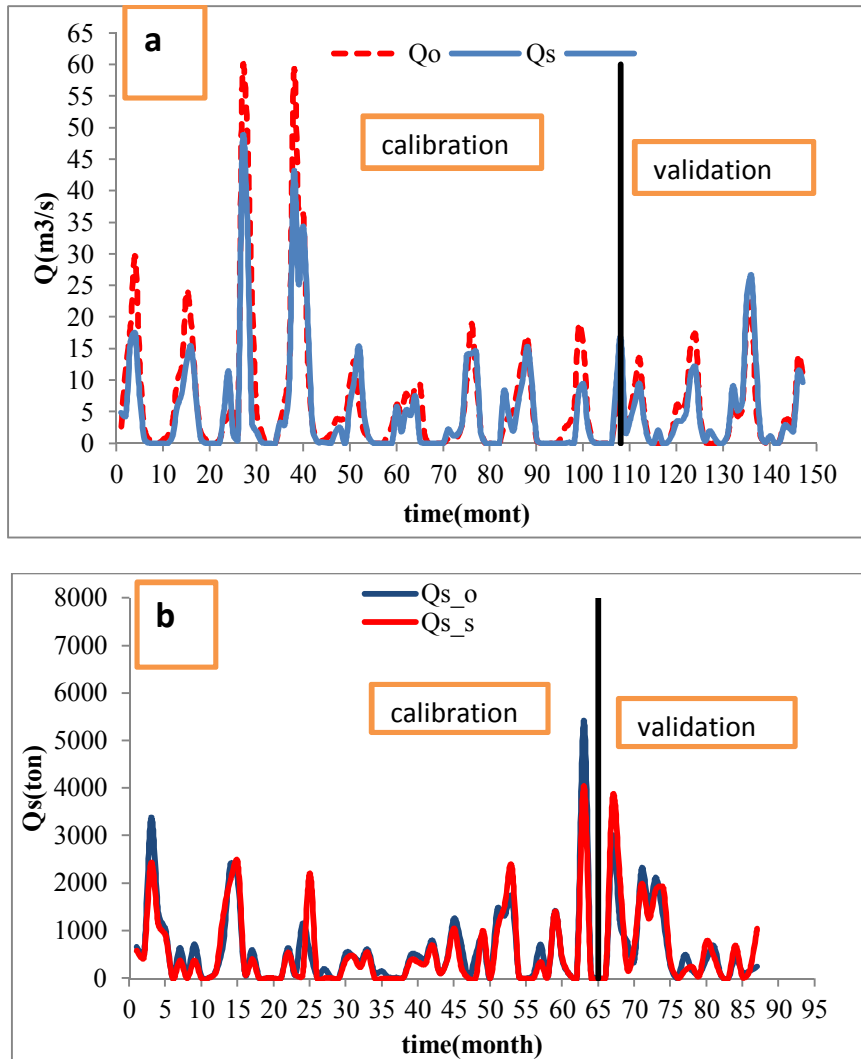 a
Qo Qs
65
60
55
50
45
40
35
30
25
20
15
10
5
0
Q(m3/s)
calibration
validation
0 10 20 30 40 50 60 70 80 90 100 110 120 130 140 150
time(mont)
b
Qs_o
Qs_s
8000
7000
6000
5000
4000
3000
2000
1000
0
Qs(ton)
calibration
validation
0 5 10 15 20 25 30 35 40 45 50 55 60 65 70 75 80 85 90 95
time(month)